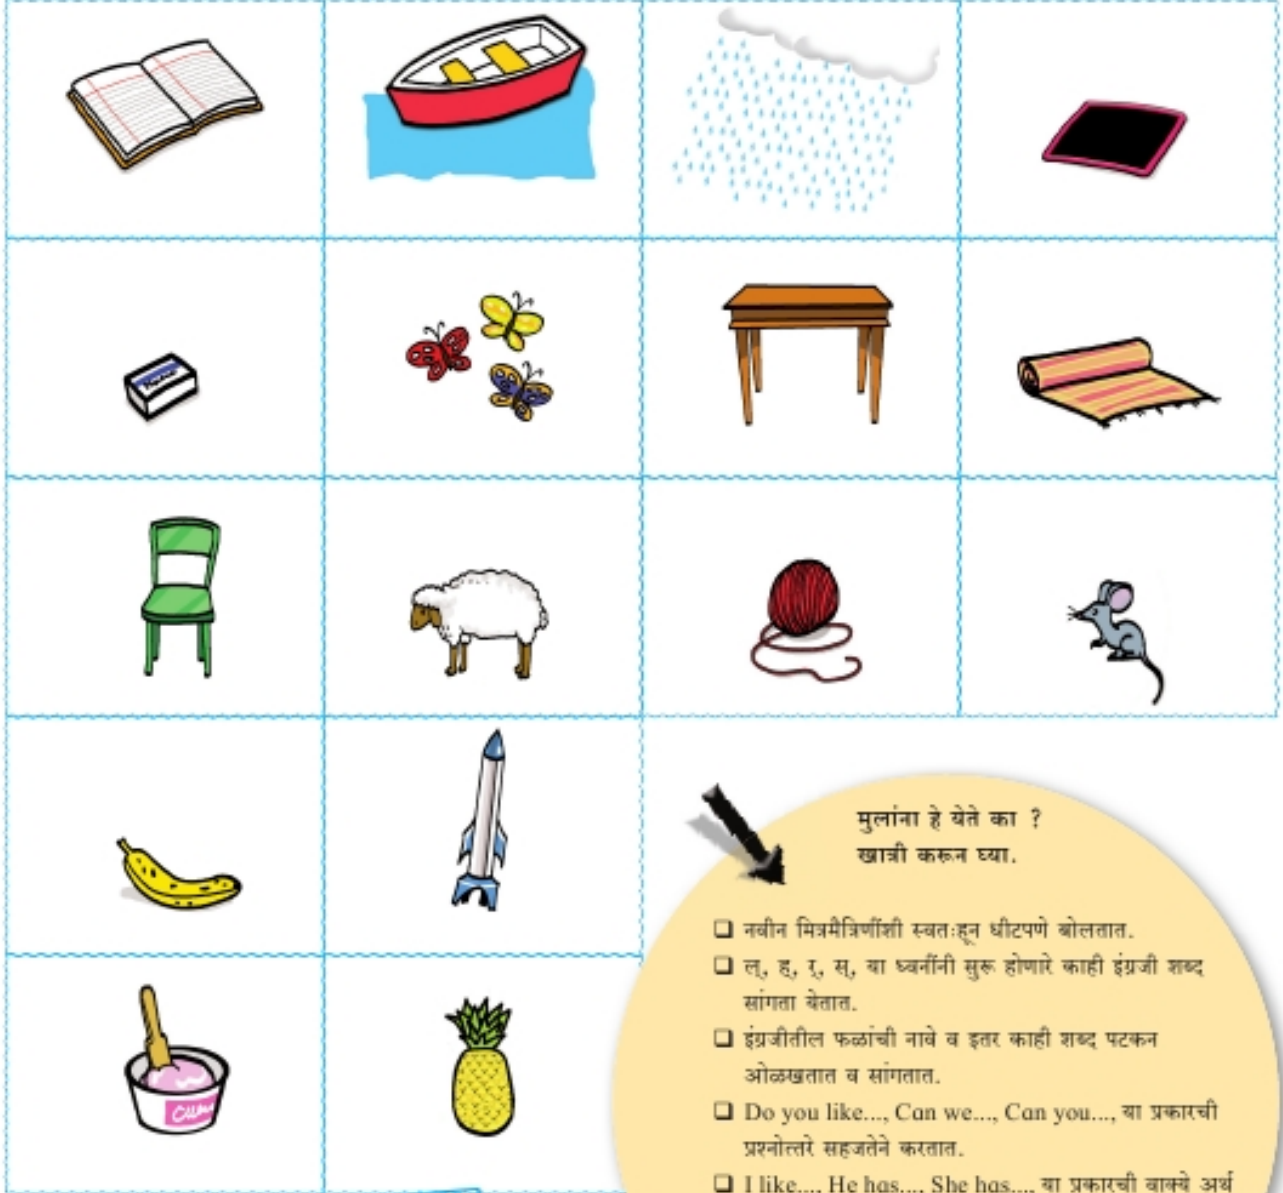 मुलांना हे येते का ?
खात्री करून घ्या.
❑ नवीन मित्रमैत्रिणींशी स्वतःहून धीटपणे बोलतात.
❑ ल्, ह्, र्, स्, या ध्वनींनी सुरू होणारे काही इंग्रजी शब्द
सांगता येतात.
❑ इंग्रजीतील फळांची नावे व इतर काही शब्द पटकन
ओळखतात व सांगतात.
❑ Do you like..., Can we..., Can you..., या प्रकारची
प्रश्नोत्तरे सहजतेने करतात.
❑ I like..., He has..., She has..., या प्रकारची वाक्ये अर्थ